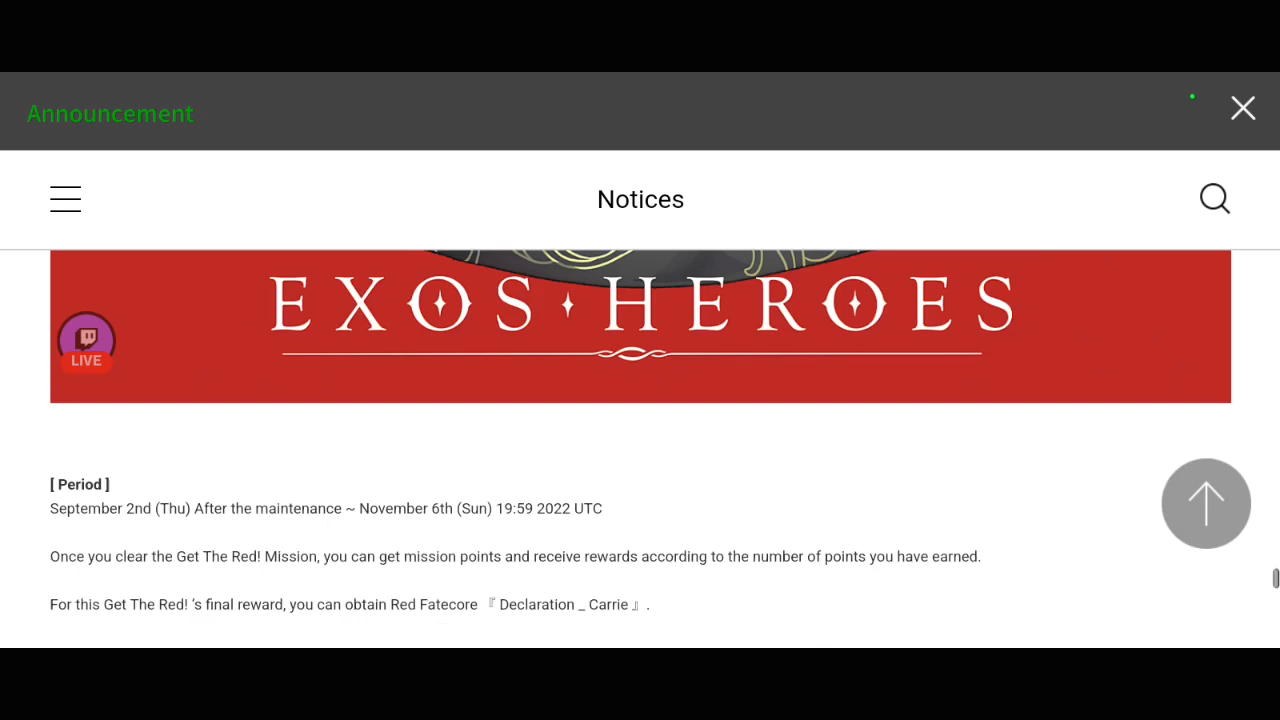 Announcement
Notices
EXOS HEROES
LIVE
[ Period ]
September 2nd (Thu) After the maintenance ~ November 6th (Sun) 19:59 2022 UTC
Once you clear the Get The Red! Mission, you can get mission points and receive rewards according to the number of points you have earned.
For this Get The Red! ‘s final reward, you can obtain Red Fatecore 『 Declaration _ Carrie 』.